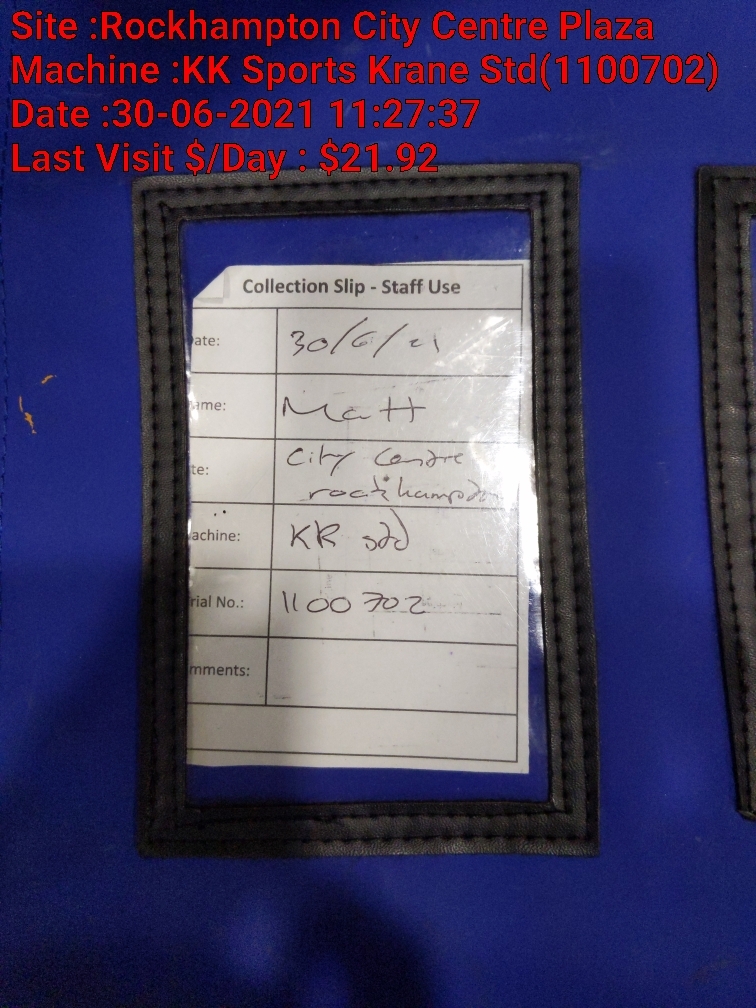 Site :Rockhampton City Centre Plaza
Machine :KK Sports Krane Std(1100702)
Date :30-06-2021 11:27:37
Last Visit $/Day : $21.92
Collection Slip - Staff Use
ate: 30/6/21
ame: Matt
te: City Centre
rockhampton
achine: KK std
rial No.: 1100702
mments: